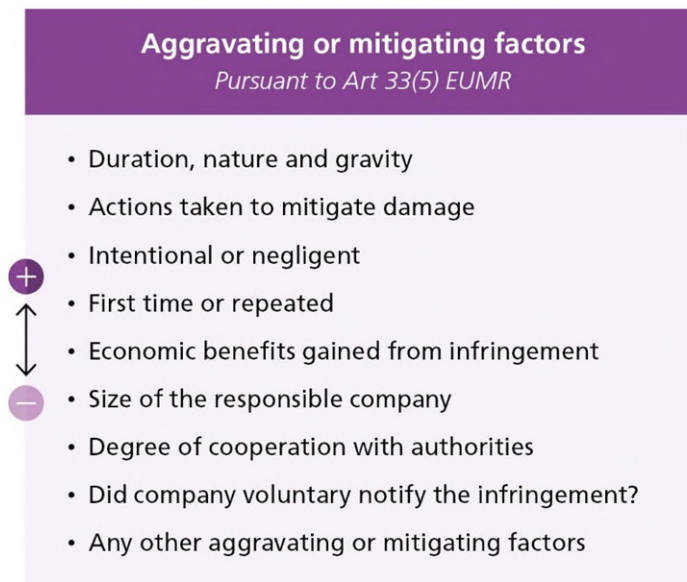 Aggravating or mitigating factors
Pursuant to Art 33(5) EUMR
• Duration, nature and gravity
• Actions taken to mitigate damage
• Intentional or negligent
+
• First time or repeated
• Economic benefits gained from infringement
−
• Size of the responsible company
• Degree of cooperation with authorities
• Did company voluntary notify the infringement?
• Any other aggravating or mitigating factors